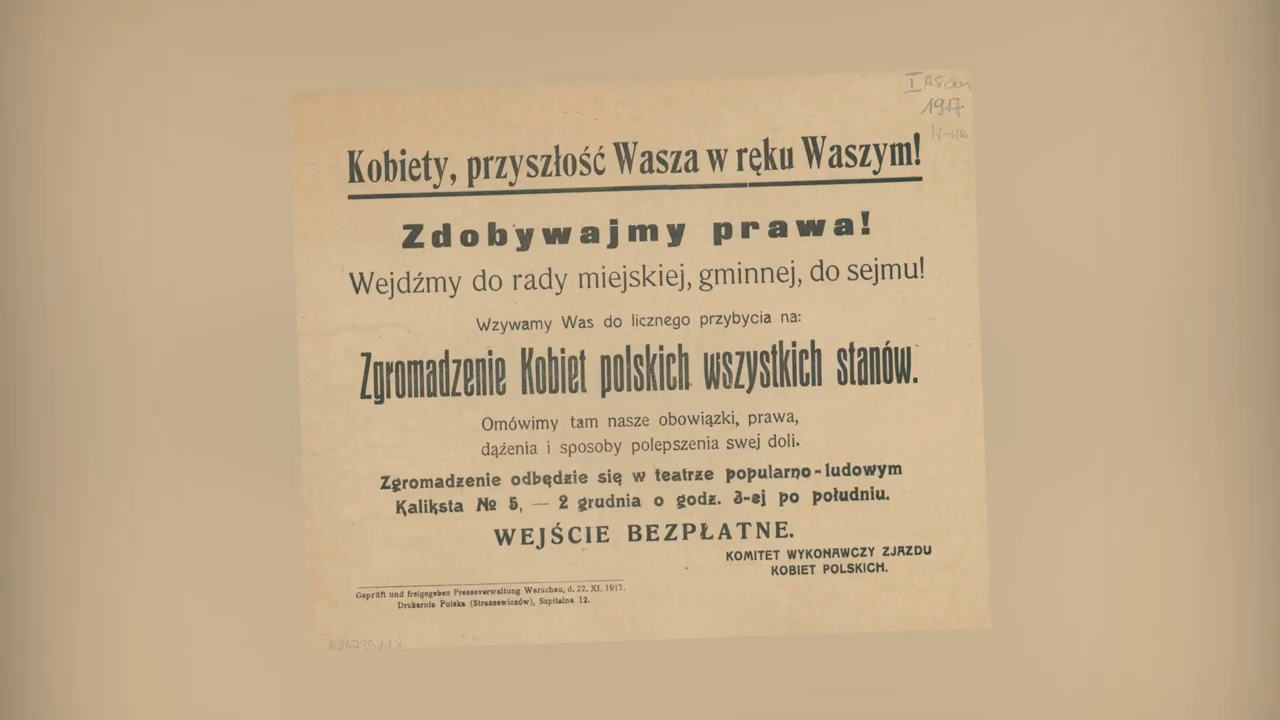 1917
Kobiety, przyszłość Wasza w ręku Waszym!
Zdobywajmy prawa!
Wejdźmy do rady miejskiej, gminnej, do sejmu!
Wzywamy Was do licznego przybycia na:
Zgromadzenie Kobiet polskich wszystkich stanów.
Omówimy tam nasze obowiązki, prawa,
dążenia i sposoby polepszenia swej doli.
Zgromadzenie odbędzie się w teatrze popularno-ludowym
Kaliksta № 5, — 2 grudnia o godz. 3-ej po południu.
WEJŚCIE BEZPŁATNE.
KOMITET WYKONAWCZY ZJAZDU
KOBIET POLSKICH.
Geprüft und freigegeben Presseverwaltung Warschau, d. 22. XI. 1917.
Drukarnia Polska (Straszewiczów), Szpitalna 12.